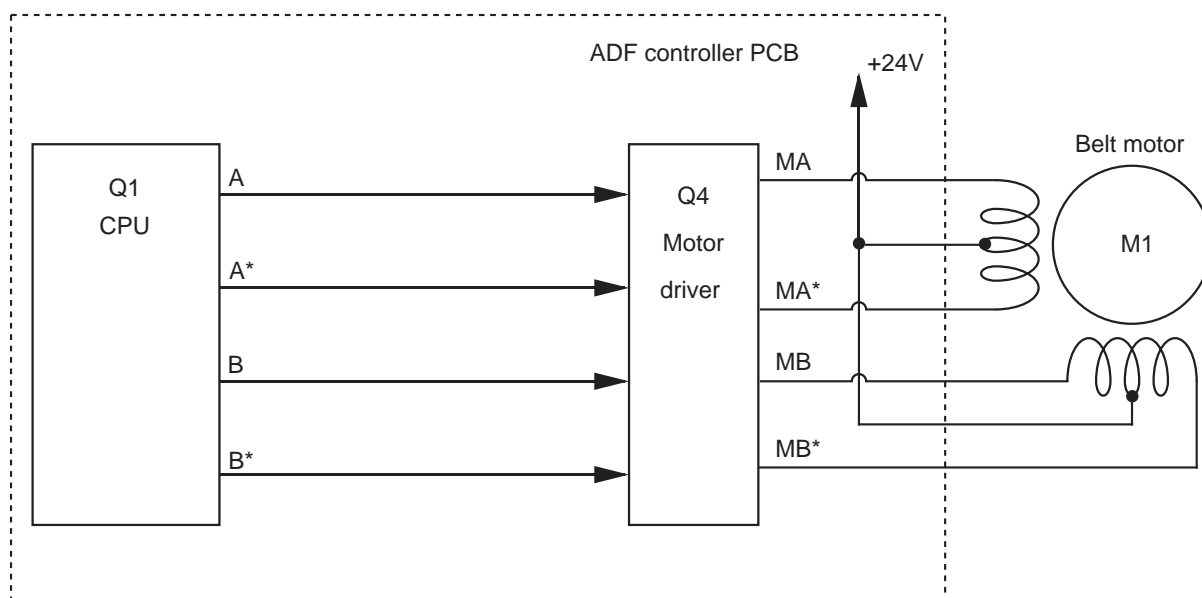 ADF controller PCB
+24V
Belt motor
Q1
CPU
A
A*
B
B*
Q4
Motor
driver
MA
MA*
MB
MB*
M1